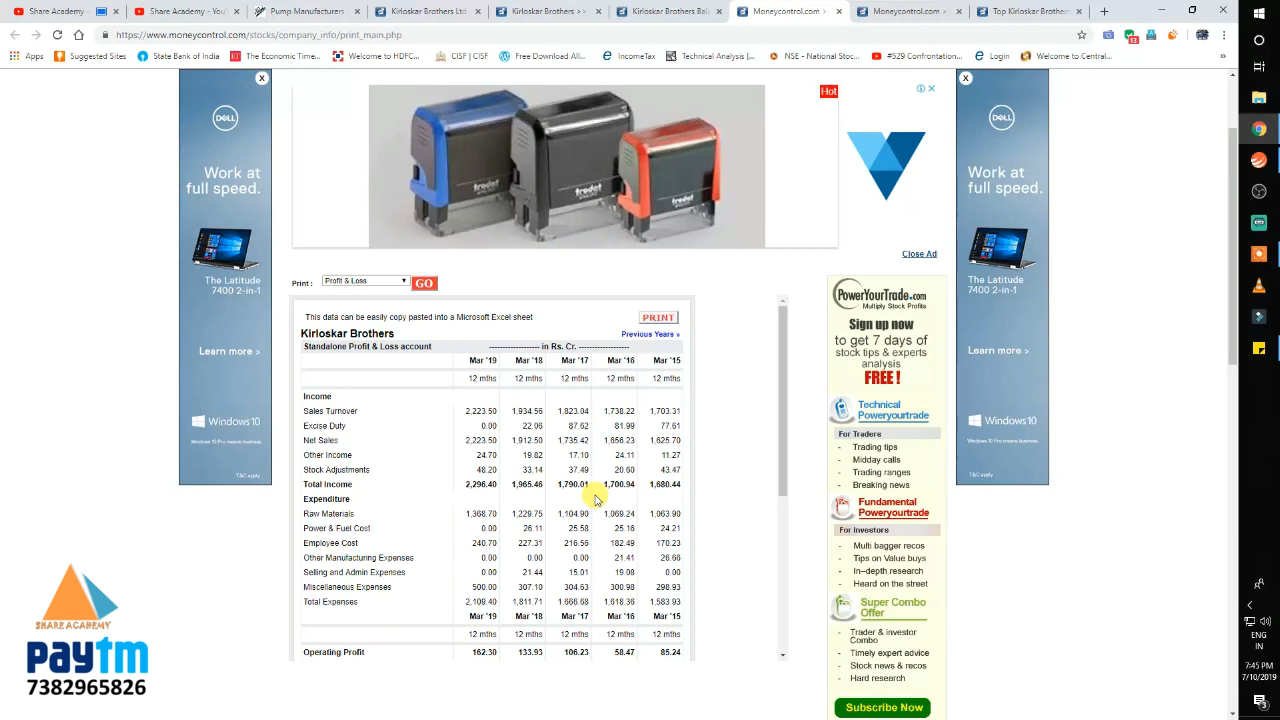 Share Academy
Share Academy -
Pump Manufacturers
Kirloskar Brothers Ltd
Kirloskar Brothers >
Kirloskar Brothers Bal
Moneycontrol.com
Moneycontrol.com
Top Kirloskar Brothers
https://www.moneycontrol.com/stocks/company_info/print_main.php
Apps
Suggested Sites
State Bank of India
The Economic Time...
Welcome to HDFC...
CISF | CISF
Free Download All...
IncomeTax
Technical Analysis [...
NSE - National Stoc...
#529 Confrontation...
Login
Welcome to Central...
»
X
DELL
Work at
full speed.
The Latitude
7400 2-in-1
Learn more >
Windows 10
Windows 10 Pro means business.
T&C apply
trodat
trodat
trodat
Hot
Close Ad
X
DELL
Work at
full speed.
The Latitude
7400 2-in-1
Learn more >
Windows 10
Windows 10 Pro means business.
T&C apply
Print : Profit & Loss GO
This data can be easily copy pasted into a Microsoft Excel sheet PRINT
Kirloskar Brothers Previous Years »
Standalone Profit & Loss account ------------------- in Rs. Cr. -------------------
Mar '19 Mar '18 Mar '17 Mar '16 Mar '15
12 mths 12 mths 12 mths 12 mths 12 mths
Income
Sales Turnover 2,223.50 1,934.56 1,823.04 1,738.22 1,703.31
Excise Duty 0.00 22.06 87.62 81.99 77.61
Net Sales 2,223.50 1,912.50 1,735.42 1,656.23 1,625.70
Other Income 24.70 19.82 17.10 24.11 11.27
Stock Adjustments 48.20 33.14 37.49 20.60 43.47
Total Income 2,296.40 1,965.46 1,790.01 1,700.94 1,680.44
Expenditure
Raw Materials 1,368.70 1,229.75 1,104.90 1,069.24 1,063.90
Power & Fuel Cost 0.00 26.11 25.58 25.16 24.21
Employee Cost 240.70 227.31 216.56 182.49 170.23
Other Manufacturing Expenses 0.00 0.00 0.00 21.41 26.66
Selling and Admin Expenses 0.00 21.44 15.01 19.08 0.00
Miscellaneous Expenses 500.00 307.10 304.63 300.98 298.93
Total Expenses 2,109.40 1,811.71 1,666.68 1,618.36 1,583.93
Mar '19 Mar '18 Mar '17 Mar '16 Mar '15
12 mths 12 mths 12 mths 12 mths 12 mths
Operating Profit 162.30 133.93 106.23 58.47 85.24
PowerYourTrade.com
Multiply Stock Profits
Sign up now
to get 7 days of
stock tips & experts
analysis
FREE !
Technical
Poweryourtrade
For Traders
- Trading tips
- Midday calls
- Trading ranges
- Breaking news
Fundamental
Poweryourtrade
For Investors
- Multi bagger recos
- Tips on Value buys
- In-depth research
- Heard on the street
Super Combo
Offer
- Trader & investor
Combo
- Timely expert advice
- Stock news & recos
- Hard research
Subscribe Now
SHARE ACADEMY
paytm
7382965826
ENG
IN
7:45 PM
7/10/2019